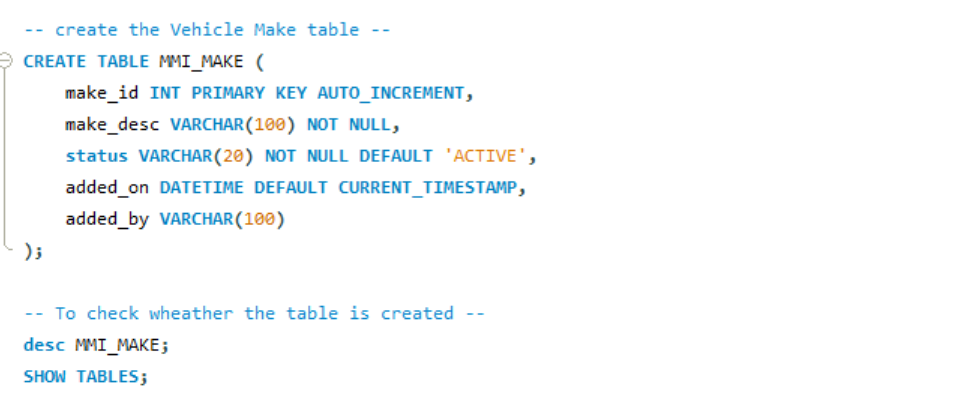 -- create the Vehicle Make table --
CREATE TABLE MMI_MAKE (
    make_id INT PRIMARY KEY AUTO_INCREMENT,
    make_desc VARCHAR(100) NOT NULL,
    status VARCHAR(20) NOT NULL DEFAULT 'ACTIVE',
    added_on DATETIME DEFAULT CURRENT_TIMESTAMP,
    added_by VARCHAR(100)
);
-- To check wheather the table is created --
desc MMI_MAKE;
SHOW TABLES;